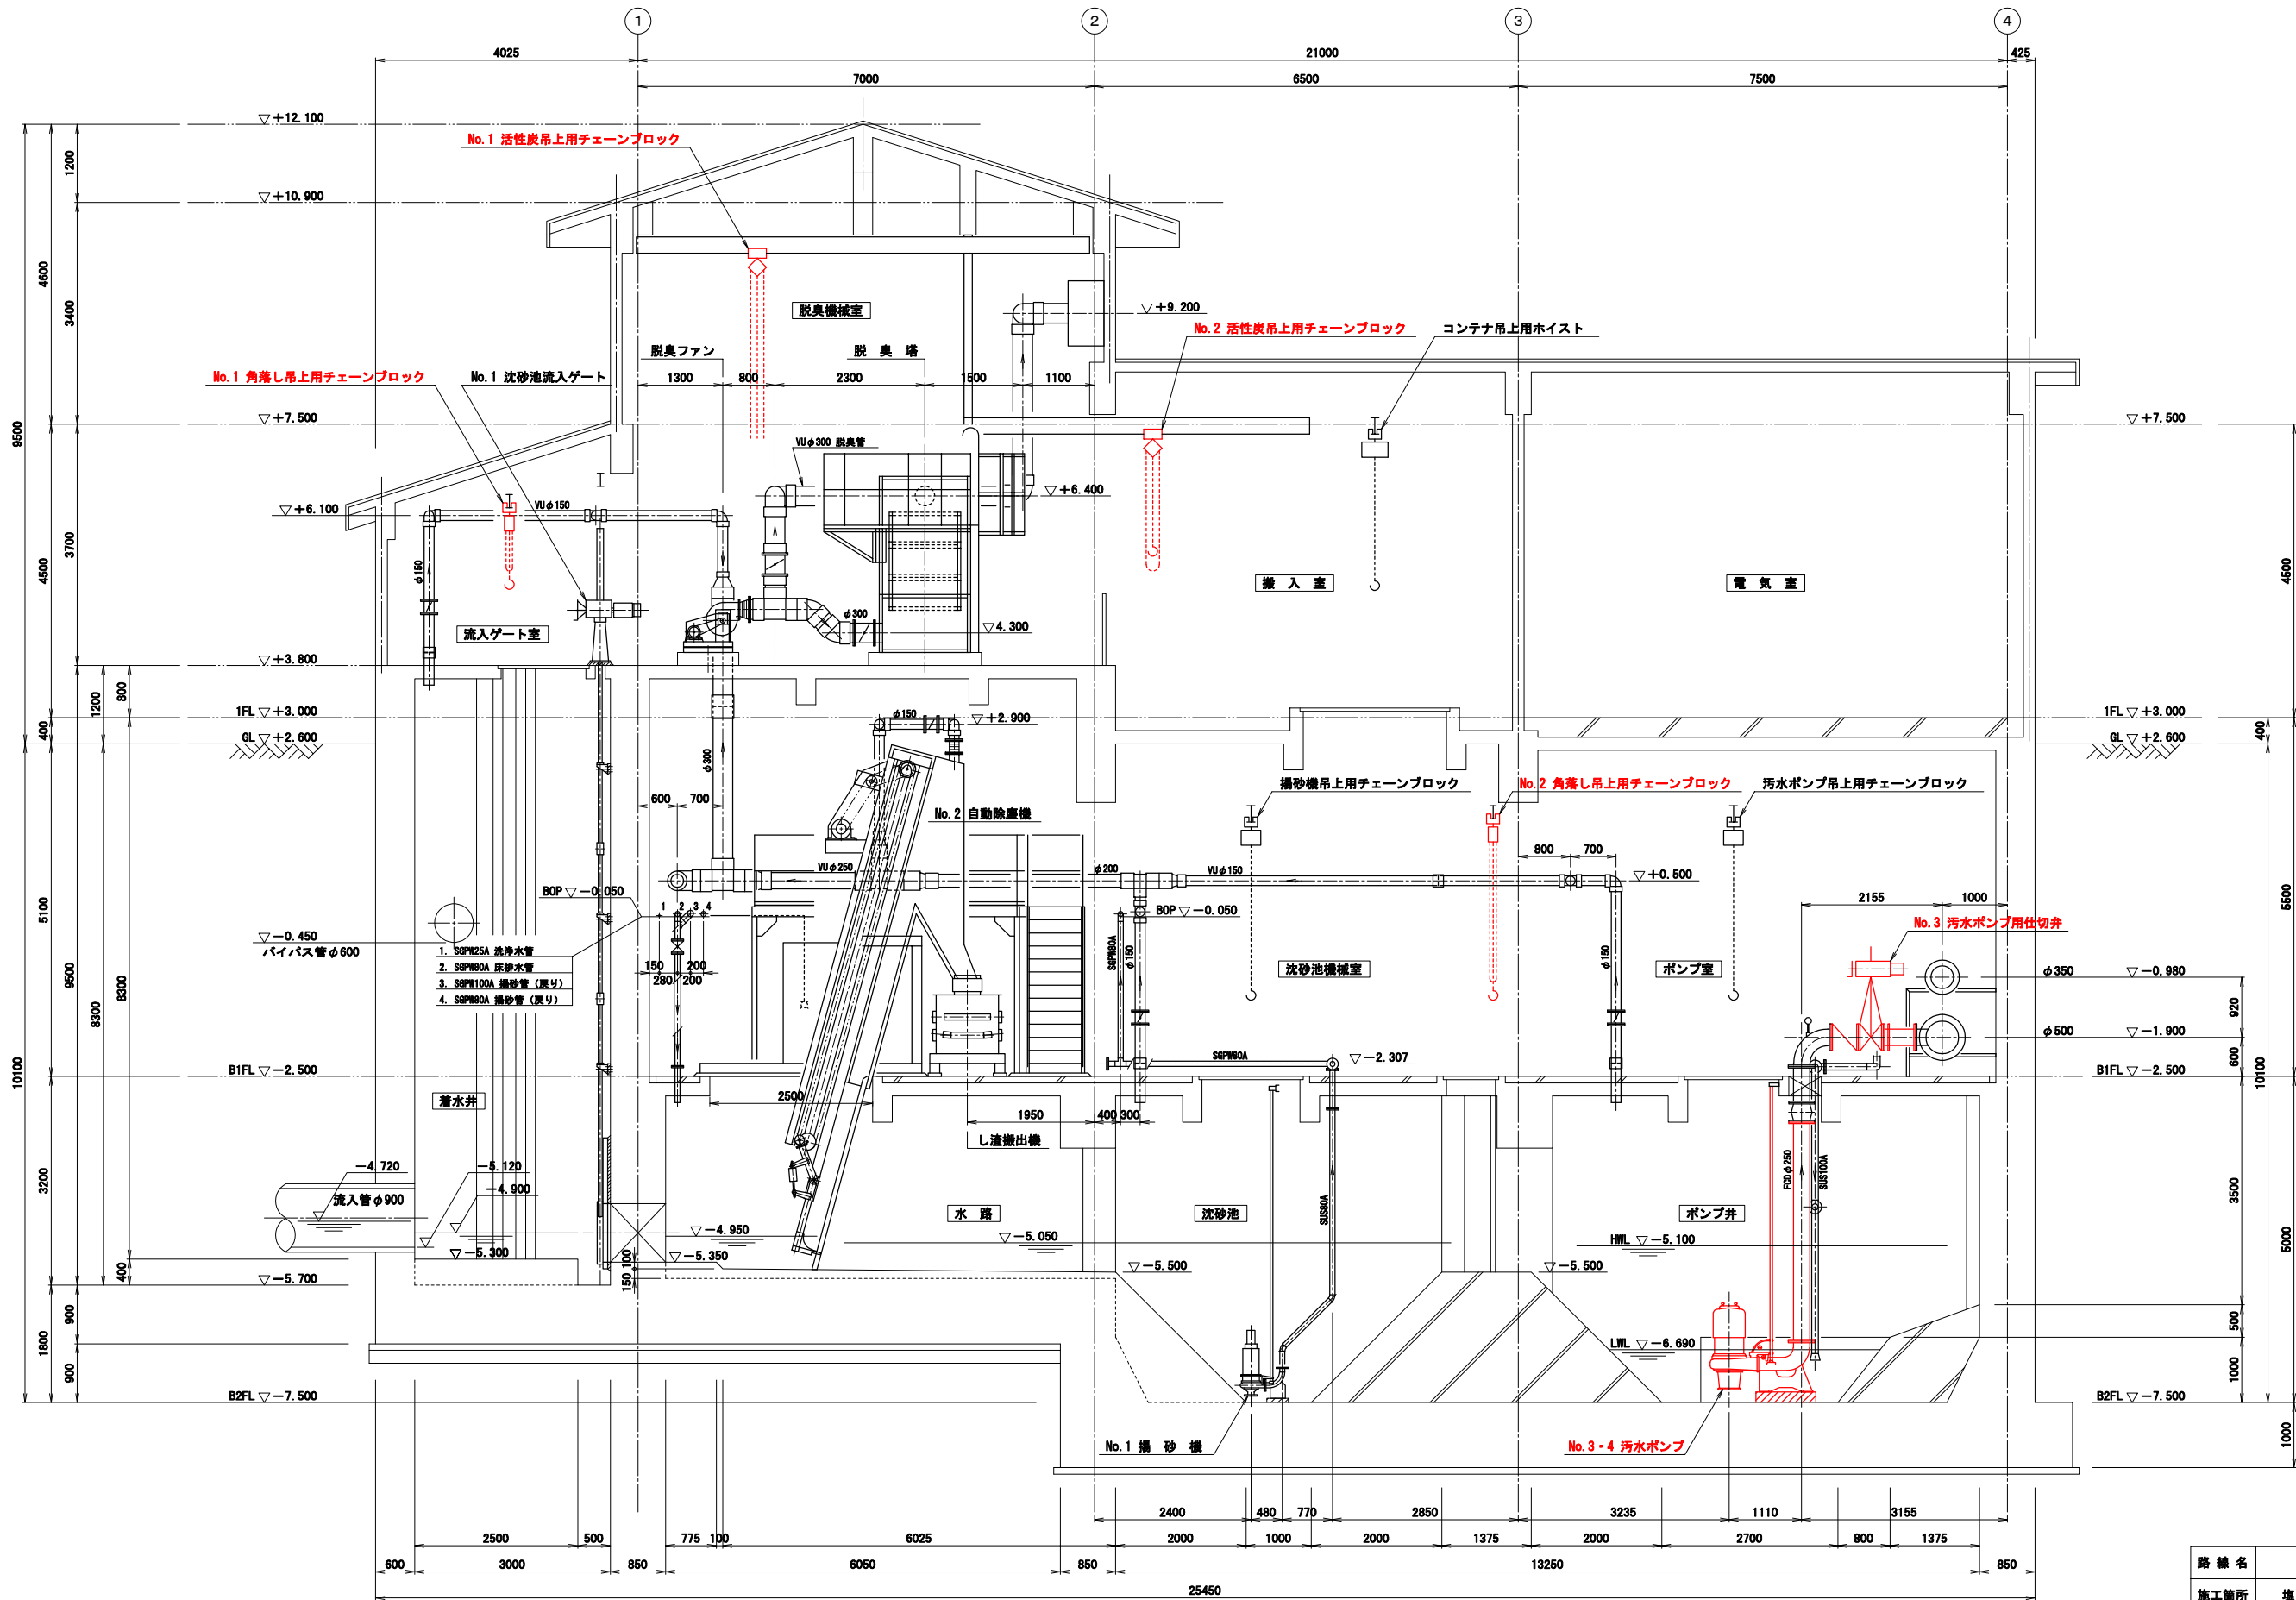 1
2
3
4
4025
21000
425
7000
6500
7500
▽+12.100
No.1 活性炭吊上用チェーンブロック
1200
▽+10.900
4600
3400
脱臭機械室
▽+9.200
No.2 活性炭吊上用チェーンブロック
コンテナ吊上用ホイスト
脱臭ファン
脱 臭 塔
No.1 角落し吊上用チェーンブロック
No.1 沈砂池流入ゲート
1300
800
2300
1500
1100
9500
▽+7.500
▽+7.500
VUφ300 脱臭管
▽+6.400
▽+6.100
VUφ150
3700
4500
φ150
搬 入 室
電 気 室
4500
φ300
流入ゲート室
▽4.300
▽+3.800
1200
800
1FL ▽+3.000
φ150
▽+2.900
1FL ▽+3.000
400
GL ▽+2.600
GL ▽+2.600
400
φ300
600
700
揚砂機吊上用チェーンブロック
No.2 角落し吊上用チェーンブロック
汚水ポンプ吊上用チェーンブロック
No.2 自動除塵機
VUφ250
φ200
VUφ150
800
700
▽+0.500
5100
BOP ▽−0.050
1
2
3
4
BOP ▽−0.050
2155
1000
5500
No.3 汚水ポンプ用仕切弁
▽−0.450
バイパス管φ600
1. SGPW25A 洗浄水管
2. SGPW80A 床排水管
3. SGPW100A 揚砂管（戻り）
4. SGPW80A 揚砂管（戻り）
150
200
280
200
SGPW80A
φ150
沈砂池機械室
φ150
ポンプ室
φ350
▽−0.980
9500
8300
8300
920
φ500
▽−1.900
SGPW80A
▽−2.307
600
10100
B1FL ▽−2.500
B1FL ▽−2.500
10100
着水井
2500
1950
400
300
し渣搬出機
−4.720
−5.120
−4.900
流入管φ900
3200
水 路
沈砂池
SUS80A
FCDφ250
SUS100A
ポンプ井
3500
▽−4.950
▽−5.050
HWL ▽−5.100
5000
▽−5.300
▽−5.350
▽−5.500
▽−5.500
400
100
150
▽−5.700
900
1800
500
LWL ▽−6.690
900
1000
B2FL ▽−7.500
B2FL ▽−7.500
No.1 揚 砂 機
No.3・4 汚水ポンプ
1000
2400
480
770
2850
3235
1110
3155
2500
500
775
100
6025
2000
1000
2000
1375
2000
2700
800
1375
600
3000
850
6050
850
13250
850
25450
路 線 名
施工箇所
塩